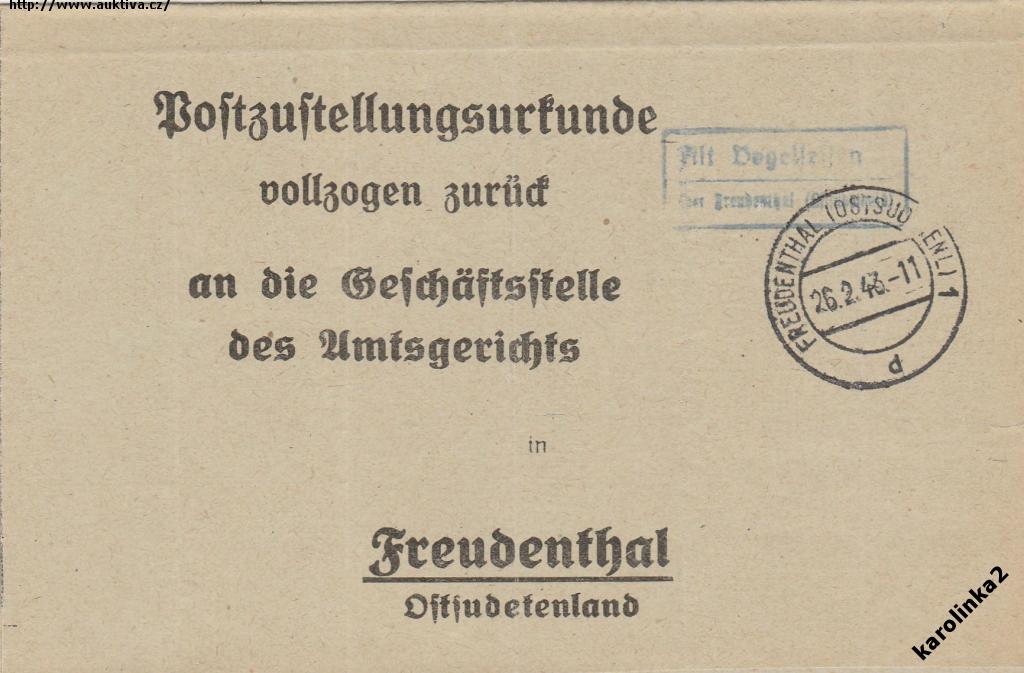 http://www.auktiva.cz/
Postzustellungsurkunde
vollzogen zurück
Alt Vogelseifen
Freudenthal
FREUDENTHAL (OSTSUDETENL) 1
26.2.43.-11
d
an die Geschäftsstelle
des Amtsgerichts
in
Freudenthal
Ostsudetenland
karolinka2